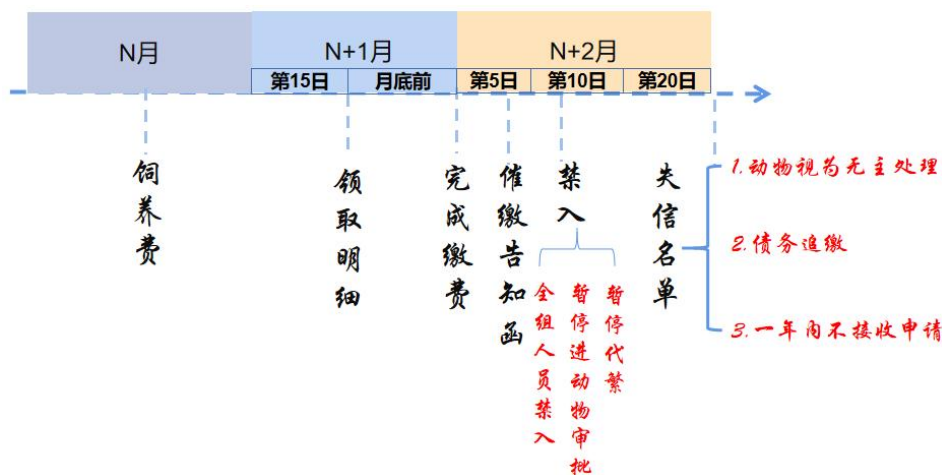 N月
N+1月
N+2月
第15日
月底前
第5日
第10日
第20日
饲养费
领取明细
完成缴费
催缴告知函
禁入
失信名单
全组人员禁入
暂停进动物审批
暂停代繁
1.动物视为无主处理
2.债务追缴
3.一年内不接收申请